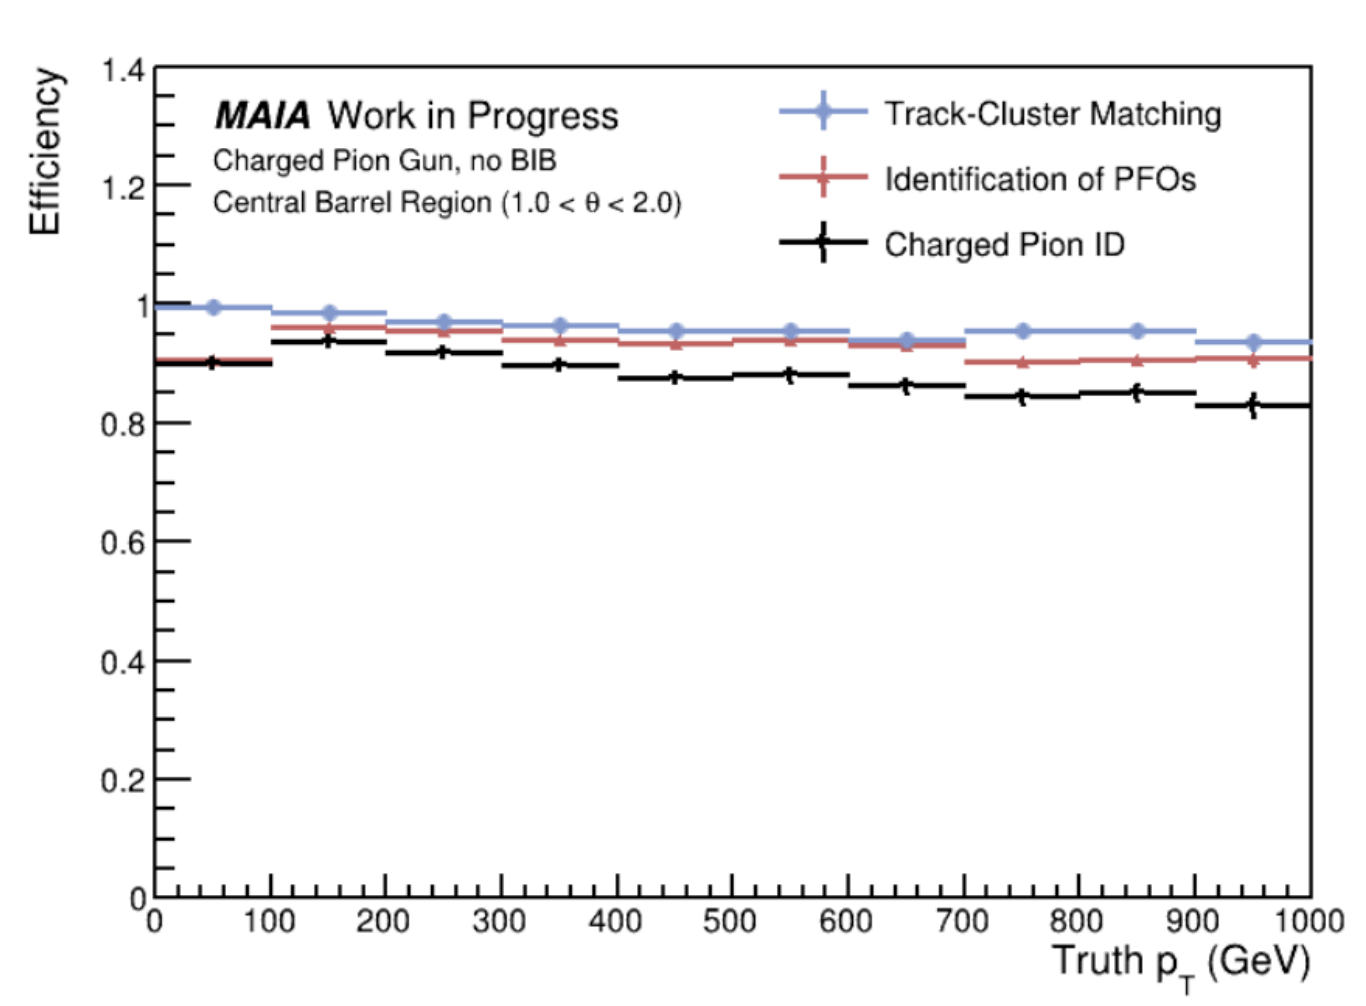 Efficiency
1.4
1.2
1
0.8
0.6
0.4
0.2
0
MAIA Work in Progress
Charged Pion Gun, no BIB
Central Barrel Region (1.0 < θ < 2.0)
Track-Cluster Matching
Identification of PFOs
Charged Pion ID
0 100 200 300 400 500 600 700 800 900 1000
Truth p_T (GeV)